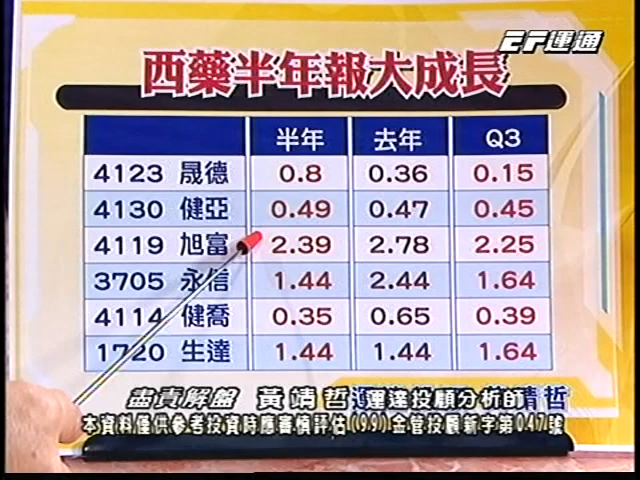 EF運通
西藥半年報大成長
半年 去年 Q3
4123 晟德 0.8 0.36 0.15
4130 健亞 0.49 0.47 0.45
4119 旭富 2.39 2.78 2.25
3705 永信 1.44 2.44 1.64
4114 健喬 0.35 0.65 0.39
1720 生達 1.44 1.44 1.64
盡責解盤 黃靖哲 運達投顧分析師 靖哲
本資料僅供參考投資時應審慎評估((99)金管投顧新字第047號